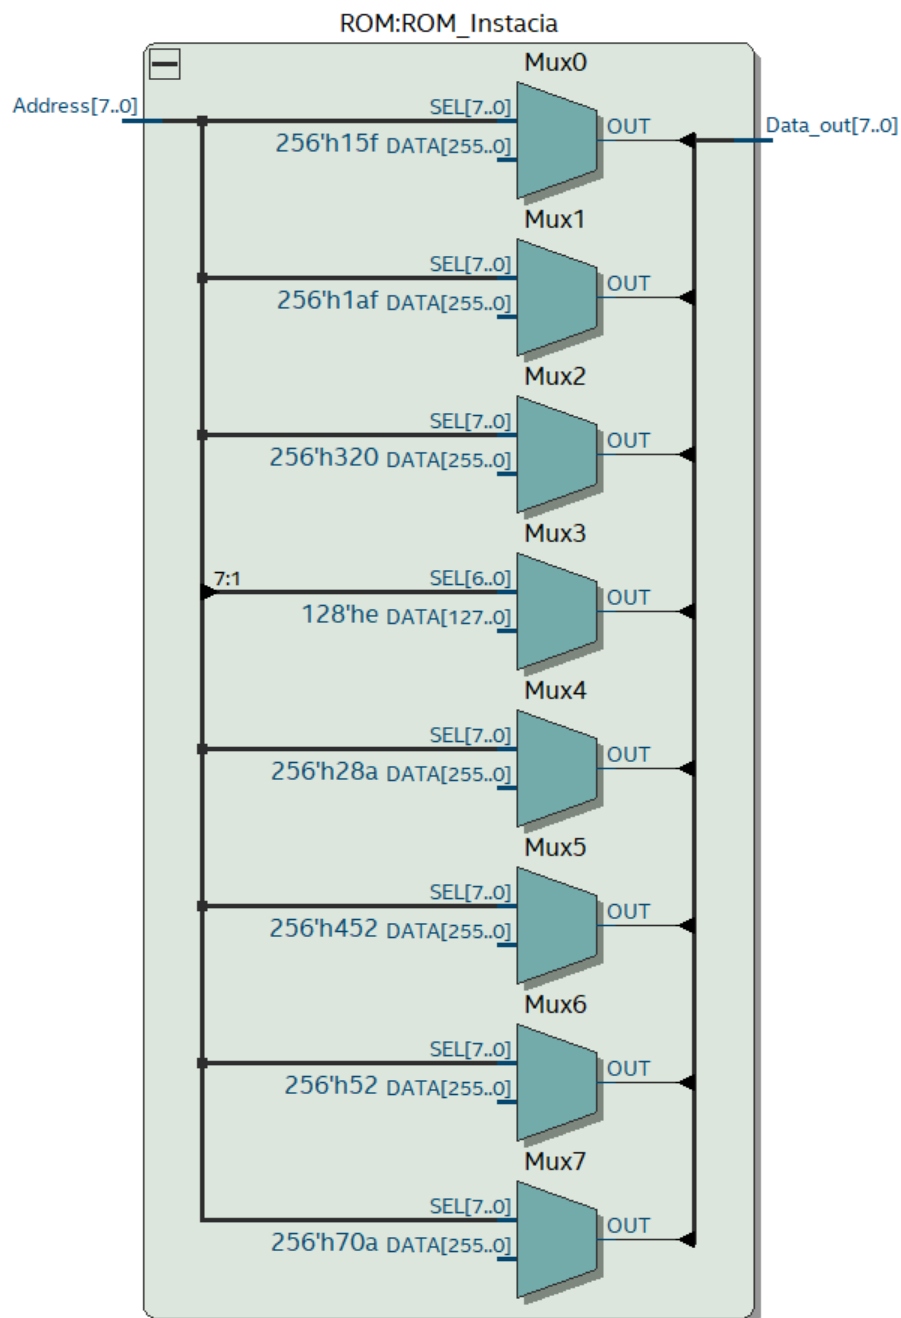 ROM:ROM_Instacia
Mux0
Address[7..0]
SEL[7..0]
256'h15f DATA[255..0]
OUT
Data_out[7..0]
Mux1
SEL[7..0]
256'h1af DATA[255..0]
OUT
Mux2
SEL[7..0]
256'h320 DATA[255..0]
OUT
Mux3
7:1
SEL[6..0]
128'he DATA[127..0]
OUT
Mux4
SEL[7..0]
256'h28a DATA[255..0]
OUT
Mux5
SEL[7..0]
256'h452 DATA[255..0]
OUT
Mux6
SEL[7..0]
256'h52 DATA[255..0]
OUT
Mux7
SEL[7..0]
256'h70a DATA[255..0]
OUT